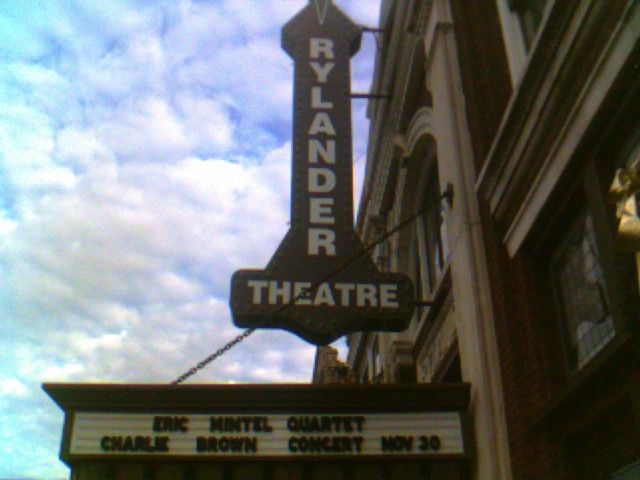 RYLANDER
THEATRE
ERIC MINTEL QUARTET
CHARLIE BROWN CONCERT NOV 30